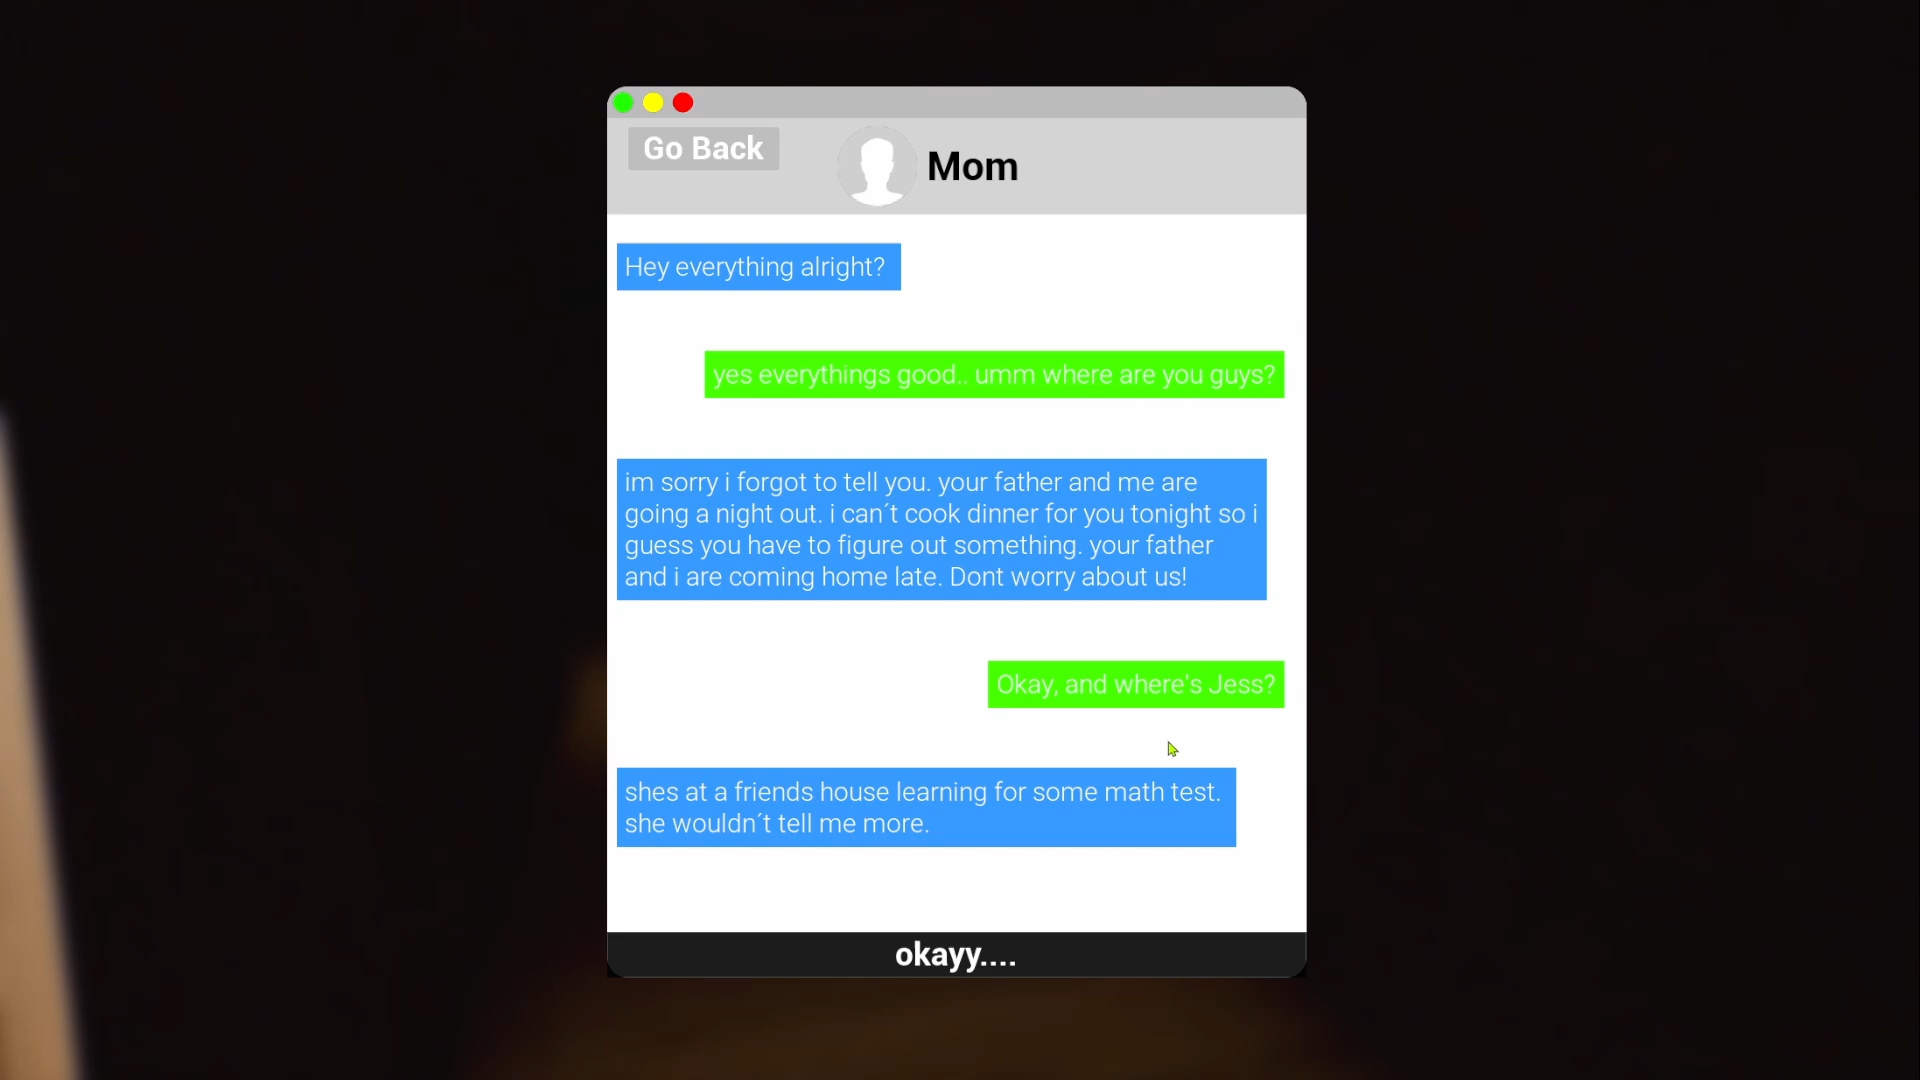 Go Back
Mom
Hey everything alright?
yes everythings good.. umm where are you guys?
im sorry i forgot to tell you. your father and me are
going a night out. i can´t cook dinner for you tonight so i
guess you have to figure out something. your father
and i are coming home late. Dont worry about us!
Okay, and where's Jess?
shes at a friends house learning for some math test.
she wouldn´t tell me more.
okayy....